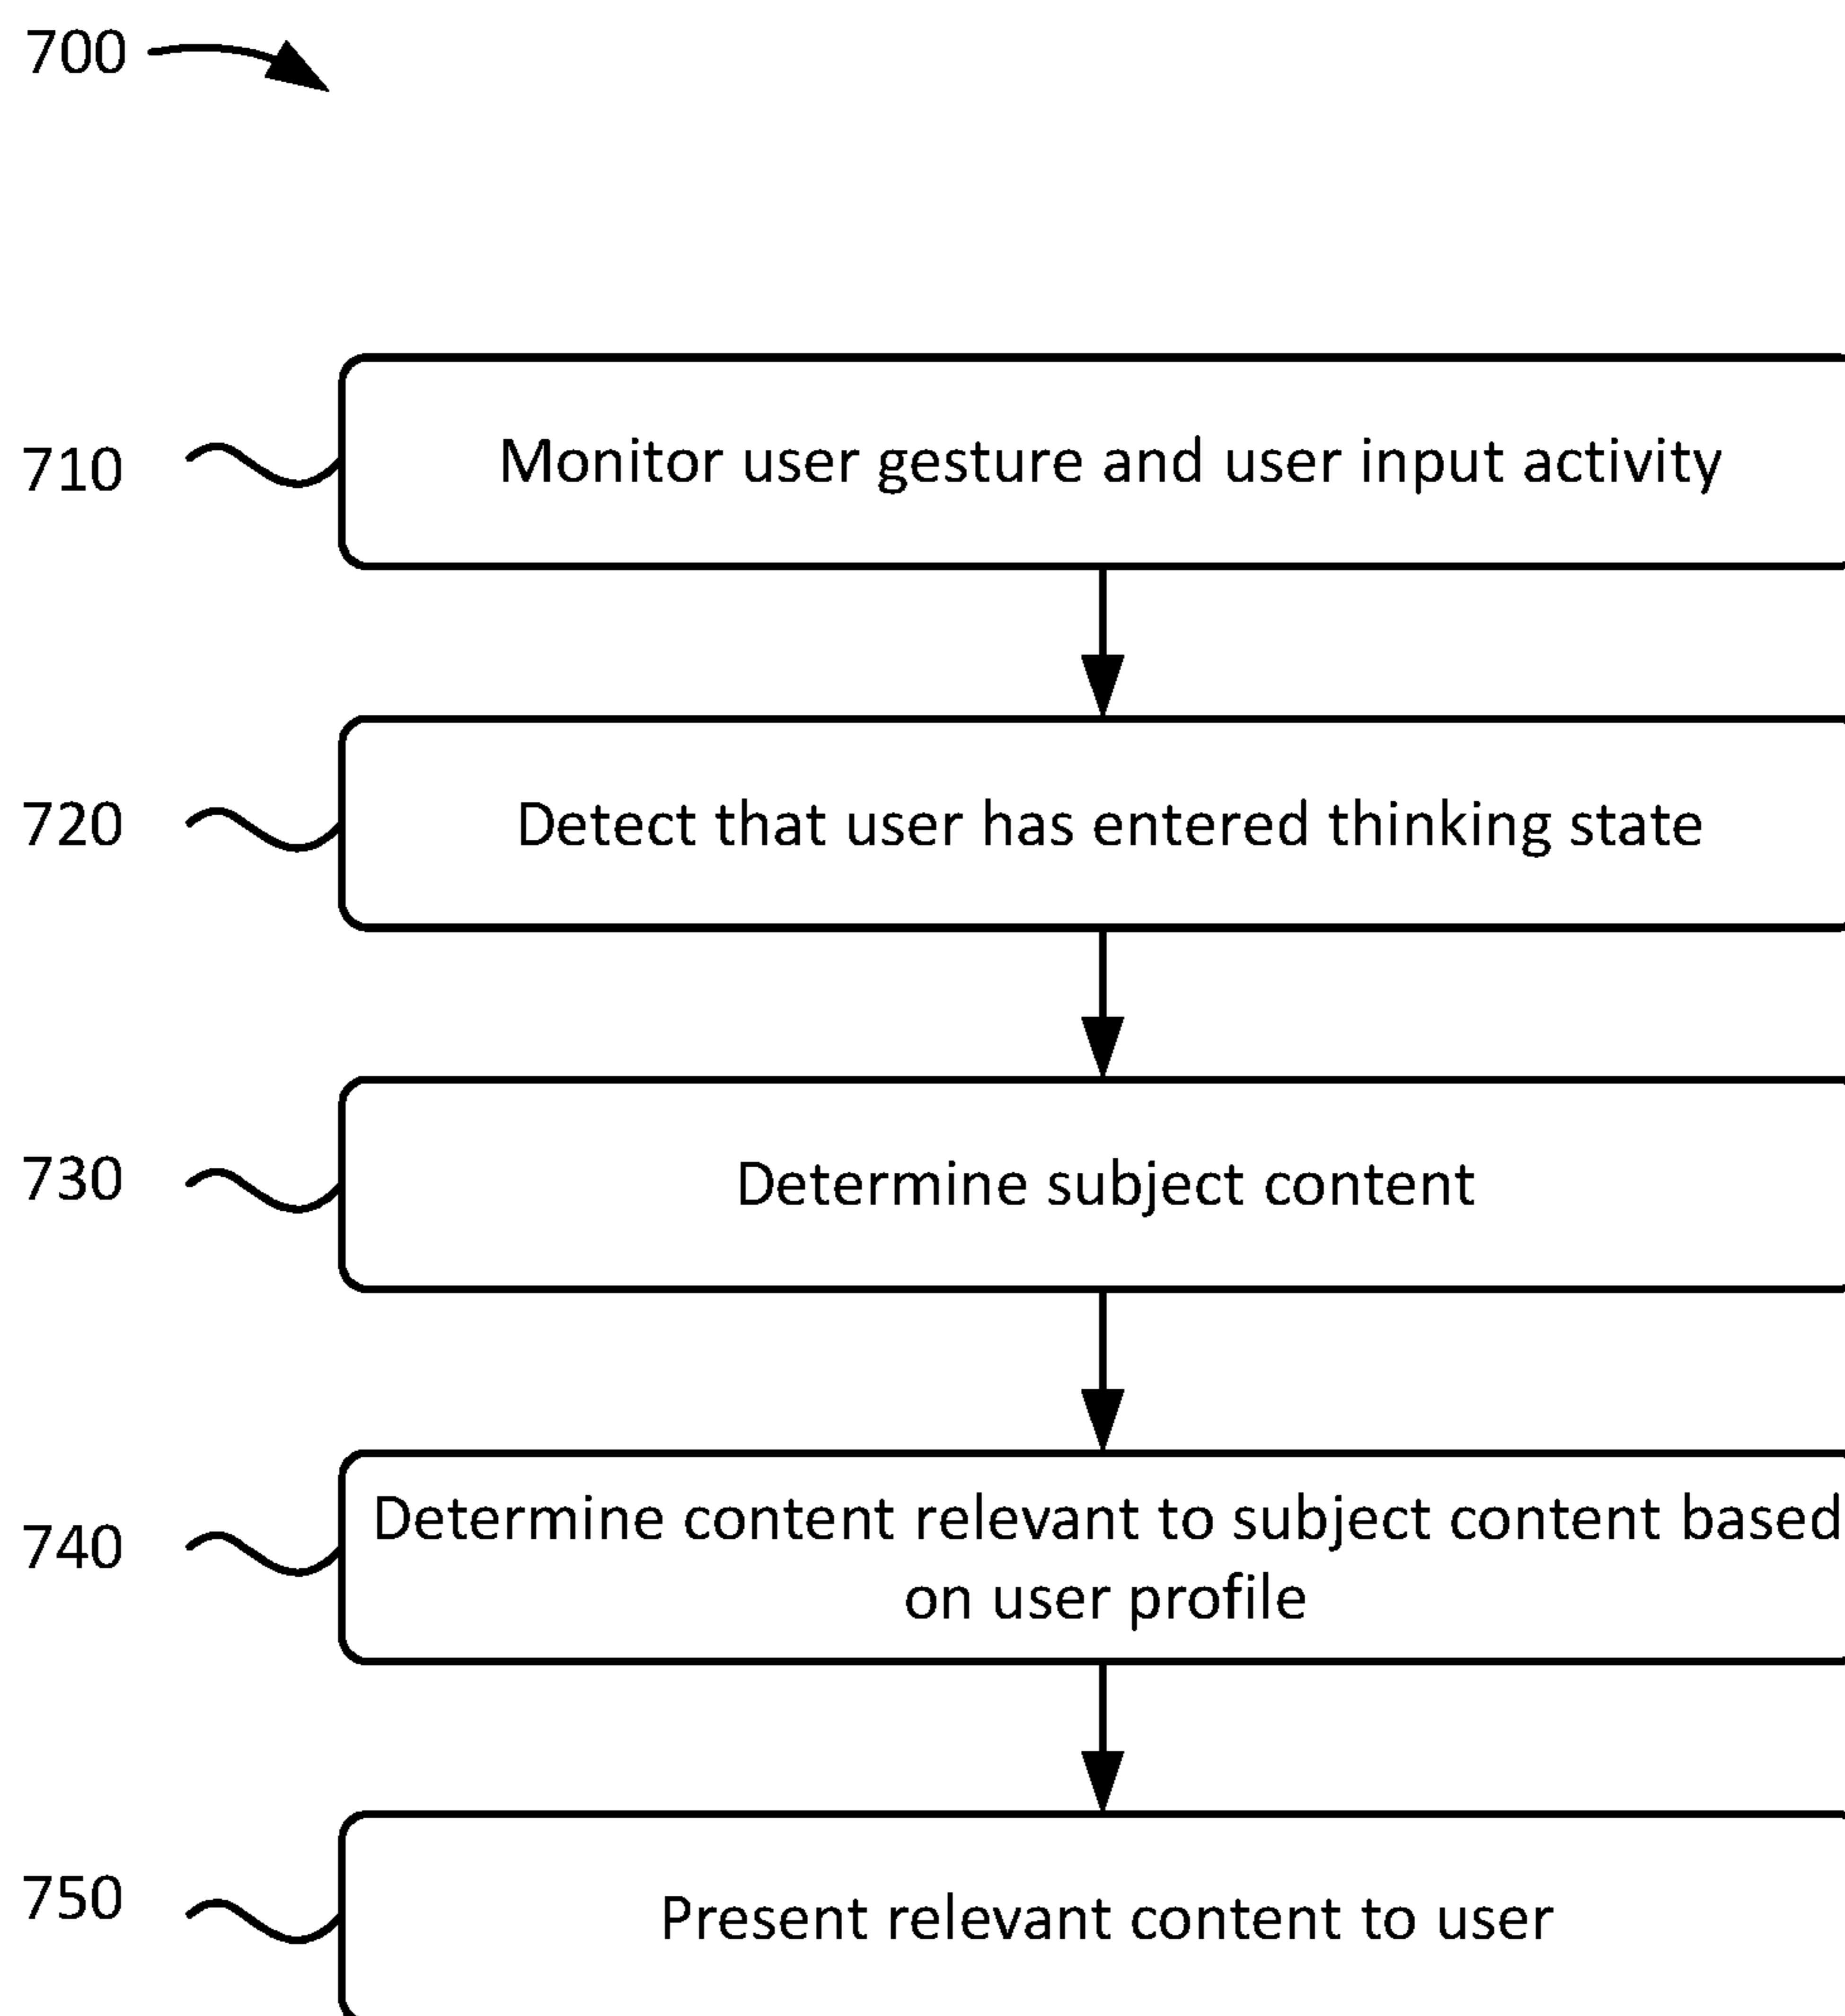 700
710
Monitor user gesture and user input activity
720
Detect that user has entered thinking state
730
Determine subject content
740
Determine content relevant to subject content based
on user profile
750
Present relevant content to user